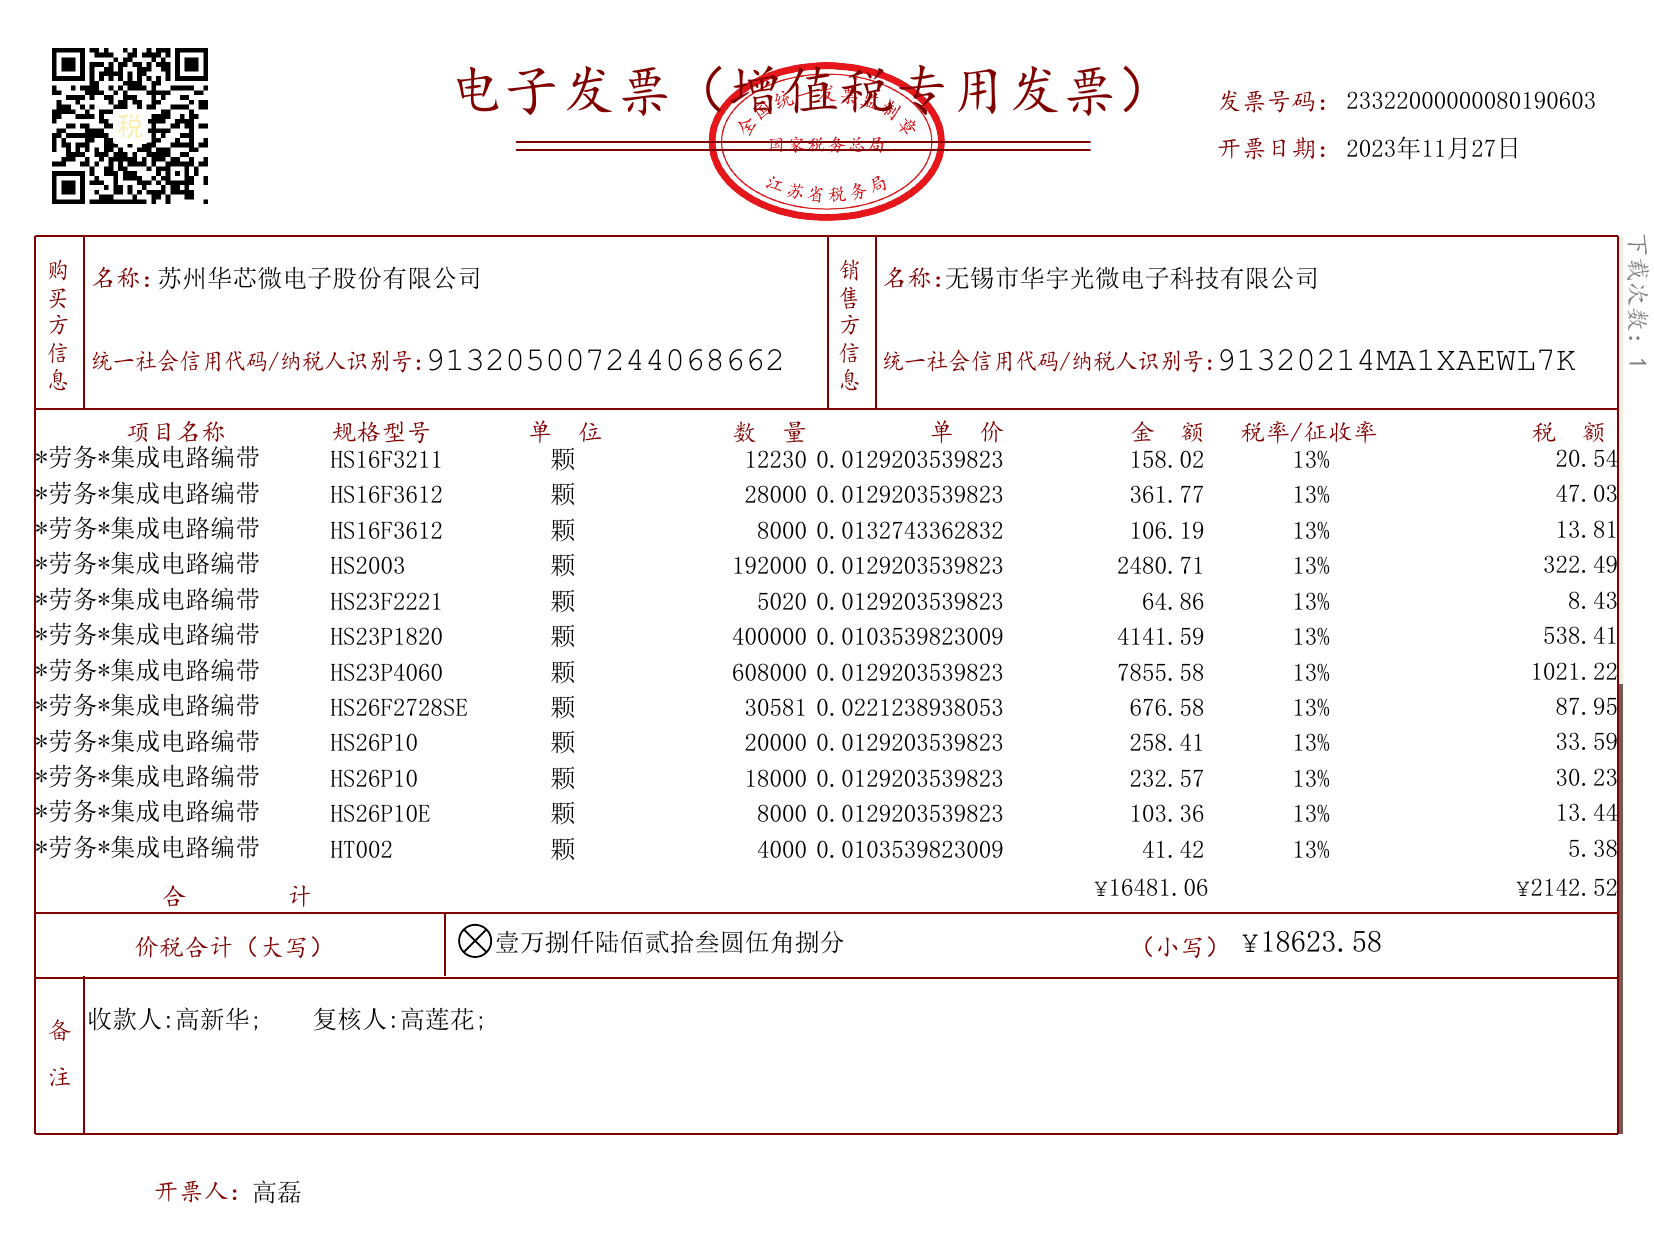 税
电子发票（增值税专用发票）
全国统一发票监制章
国家税务总局
江苏省税务局
发票号码：23322000000080190603
开票日期：2023年11月27日
下载次数：1
购买方信息
名称：苏州华芯微电子股份有限公司
统一社会信用代码/纳税人识别号：913205007244068662
销售方信息
名称：无锡市华宇光微电子科技有限公司
统一社会信用代码/纳税人识别号：91320214MA1XAEWL7K
项目名称 规格型号 单位 数量 单价 金额 税率/征收率 税额
*劳务*集成电路编带 HS16F3211 颗 12230 0.0129203539823 158.02 13% 20.54
*劳务*集成电路编带 HS16F3612 颗 28000 0.0129203539823 361.77 13% 47.03
*劳务*集成电路编带 HS16F3612 颗 8000 0.0132743362832 106.19 13% 13.81
*劳务*集成电路编带 HS2003 颗 192000 0.0129203539823 2480.71 13% 322.49
*劳务*集成电路编带 HS23F2221 颗 5020 0.0129203539823 64.86 13% 8.43
*劳务*集成电路编带 HS23P1820 颗 400000 0.0103539823009 4141.59 13% 538.41
*劳务*集成电路编带 HS23P4060 颗 608000 0.0129203539823 7855.58 13% 1021.22
*劳务*集成电路编带 HS26F2728SE 颗 30581 0.0221238938053 676.58 13% 87.95
*劳务*集成电路编带 HS26P10 颗 20000 0.0129203539823 258.41 13% 33.59
*劳务*集成电路编带 HS26P10 颗 18000 0.0129203539823 232.57 13% 30.23
*劳务*集成电路编带 HS26P10E 颗 8000 0.0129203539823 103.36 13% 13.44
*劳务*集成电路编带 HT002 颗 4000 0.0103539823009 41.42 13% 5.38
合计 ¥16481.06 ¥2142.52
价税合计（大写） 壹万捌仟陆佰贰拾叁圆伍角捌分 （小写） ¥18623.58
备注
收款人:高新华; 复核人:高莲花;
开票人：高磊